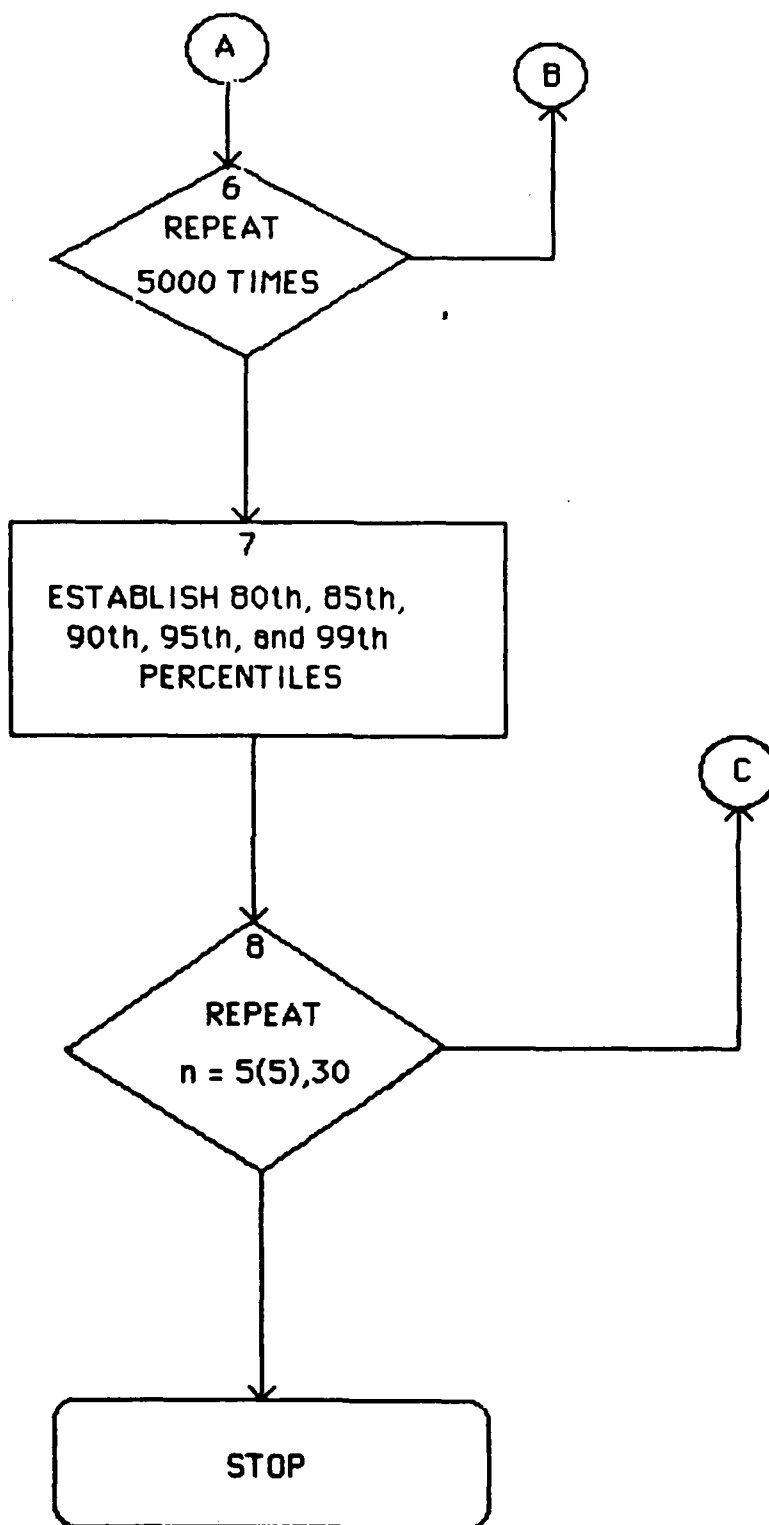 A
B
6
REPEAT
5000 TIMES
7
ESTABLISH 80th, 85th,
90th, 95th, and 99th
PERCENTILES
C
8
REPEAT
n = 5(5),30
STOP